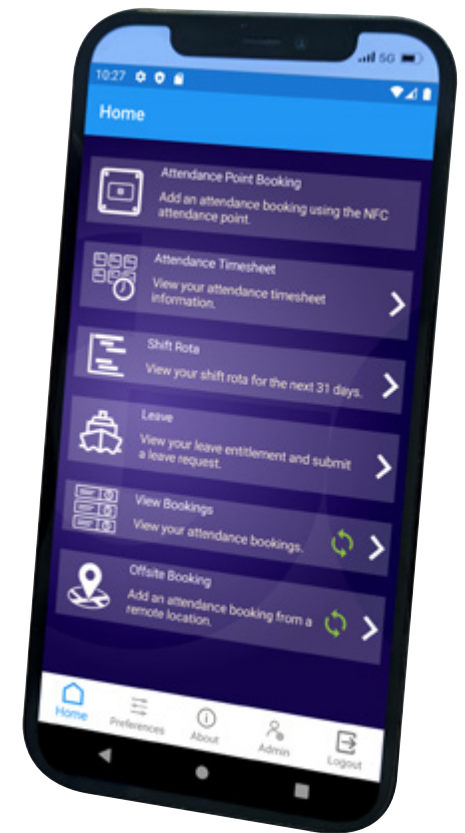 5G
10:27
Home
Attendance Point Booking
Add an attendance booking using the NFC
attendance point.
Attendance Timesheet
View your attendance timesheet
information.
Shift Rota
View your shift rota for the next 31 days.
Leave
View your leave entitlement and submit
a leave request.
View Bookings
View your attendance bookings.
Offsite Booking
Add an attendance booking from a
remote location.
Home
Preferences
About
Admin
Logout